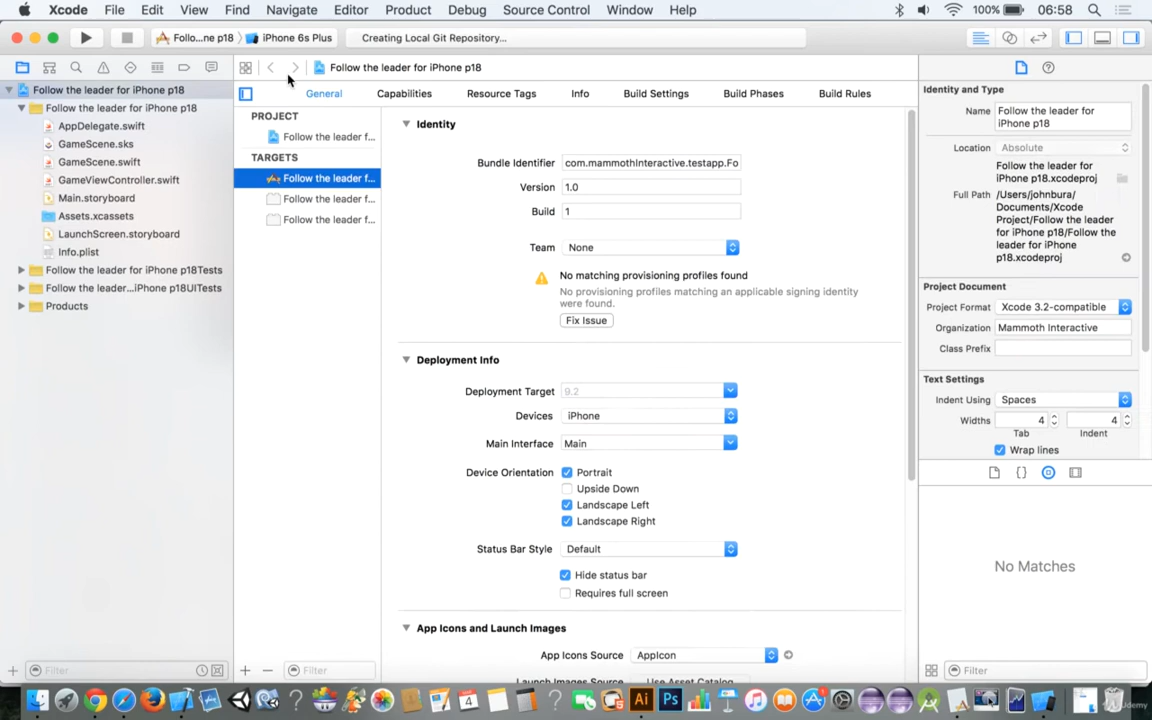 Xcode File Edit View Find Navigate Editor Product Debug Source Control Window Help 100% 06:58
Follo...ne p18 iPhone 6s Plus Creating Local Git Repository...
Follow the leader for iPhone p18
General Capabilities Resource Tags Info Build Settings Build Phases Build Rules
Follow the leader for iPhone p18
Follow the leader for iPhone p18
AppDelegate.swift
GameScene.sks
GameScene.swift
GameViewController.swift
Main.storyboard
Assets.xcassets
LaunchScreen.storyboard
Info.plist
Follow the leader for iPhone p18Tests
Follow the leader...iPhone p18UITests
Products
Filter
PROJECT
Follow the leader f...
TARGETS
Follow the leader f...
Follow the leader f...
Follow the leader f...
Filter
Identity
Bundle Identifier com.mammothInteractive.testapp.Fo
Version 1.0
Build 1
Team None
No matching provisioning profiles found
No provisioning profiles matching an applicable signing identity
were found.
Fix Issue
Deployment Info
Deployment Target 9.2
Devices iPhone
Main Interface Main
Device Orientation Portrait
Upside Down
Landscape Left
Landscape Right
Status Bar Style Default
Hide status bar
Requires full screen
App Icons and Launch Images
App Icons Source AppIcon
Launch Images Source Use Asset Catalog
Identity and Type
Name Follow the leader for
iPhone p18
Location Absolute
Follow the leader for
iPhone p18.xcodeproj
Full Path /Users/johnbura/
Documents/Xcode
Project/Follow the leader
for iPhone p18/Follow the
leader for iPhone
p18.xcodeproj
Project Document
Project Format Xcode 3.2-compatible
Organization Mammoth Interactive
Class Prefix
Text Settings
Indent Using Spaces
Widths 4 4
Tab Indent
Wrap lines
No Matches
Filter
Ai Ps
Udemy